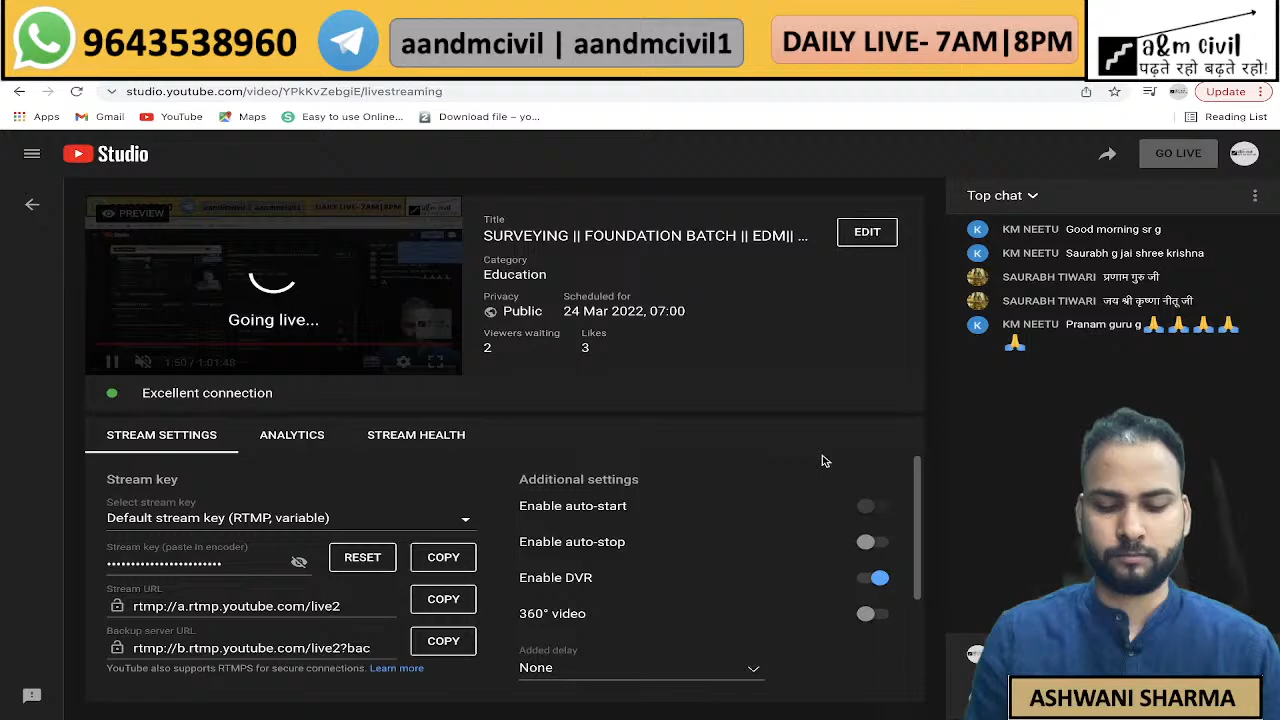 9643538960
aandmcivil | aandmcivil1
DAILY LIVE- 7AM|8PM
a&m civil
पढ़ते रहो बढ़ते रहो!
studio.youtube.com/video/YPkKvZebgiE/livestreaming
Update
Apps
Gmail
YouTube
Maps
Easy to use Online...
Download file – yo...
Reading List
Studio
GO LIVE
PREVIEW
Going live...
1:50 / 1:01:48
Title
SURVEYING || FOUNDATION BATCH || EDM|| ...
EDIT
Category
Education
Privacy
Public
Scheduled for
24 Mar 2022, 07:00
Viewers waiting
2
Likes
3
Excellent connection
STREAM SETTINGS
ANALYTICS
STREAM HEALTH
Stream key
Select stream key
Default stream key (RTMP, variable)
Stream key (paste in encoder)
RESET
COPY
Stream URL
rtmp://a.rtmp.youtube.com/live2
COPY
Backup server URL
rtmp://b.rtmp.youtube.com/live2?bac
COPY
YouTube also supports RTMPS for secure connections. Learn more
Additional settings
Enable auto-start
Enable auto-stop
Enable DVR
360° video
Added delay
None
Top chat
KM NEETU Good morning sr g
KM NEETU Saurabh g jai shree krishna
SAURABH TIWARI प्रणाम गुरु जी
SAURABH TIWARI जय श्री कृष्णा नीतू जी
KM NEETU Pranam guru g 🙏 🙏 🙏 🙏
🙏
ASHWANI SHARMA